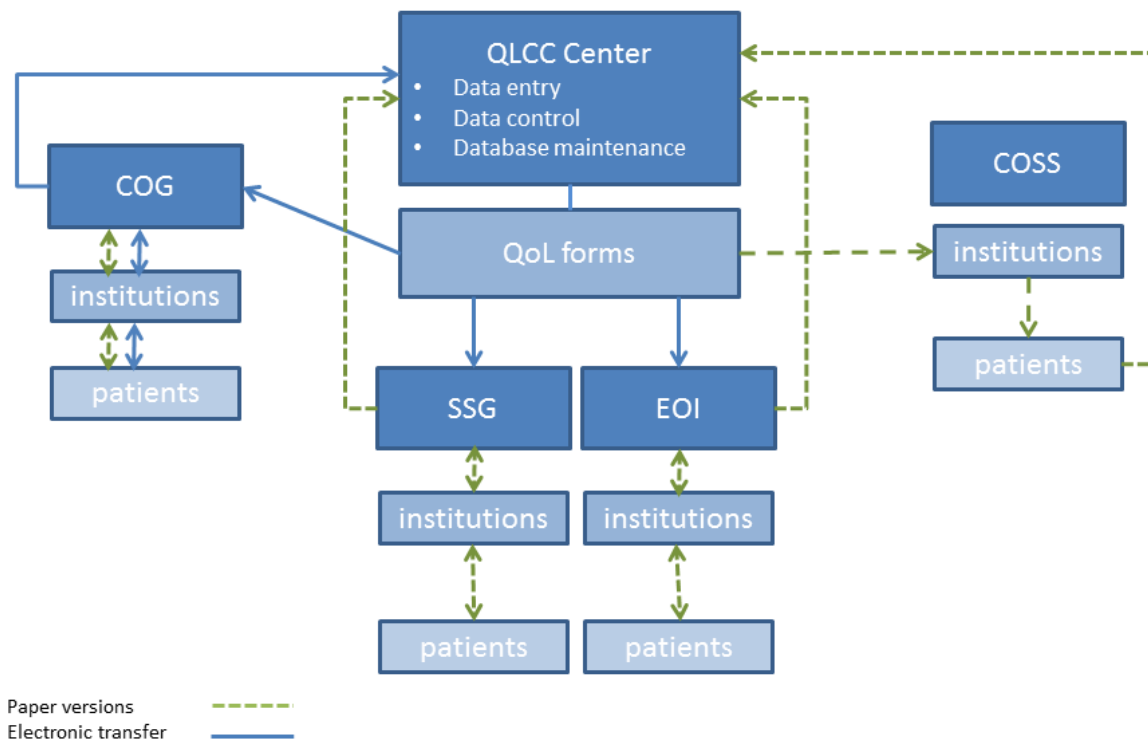 QLCC Center
• Data entry
• Data control
• Database maintenance
COG
COSS
QoL forms
institutions
institutions
patients
patients
SSG
EOI
institutions
institutions
patients
patients
Paper versions
Electronic transfer